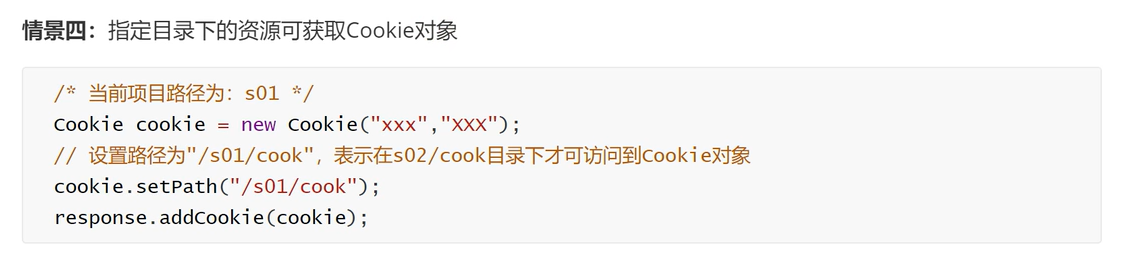 情景四：指定目录下的资源可获取Cookie对象
/* 当前项目路径为：s01 */
Cookie cookie = new Cookie("xxx","XXX");
// 设置路径为"/s01/cook"，表示在s02/cook目录下才可访问到Cookie对象
cookie.setPath("/s01/cook");
response.addCookie(cookie);